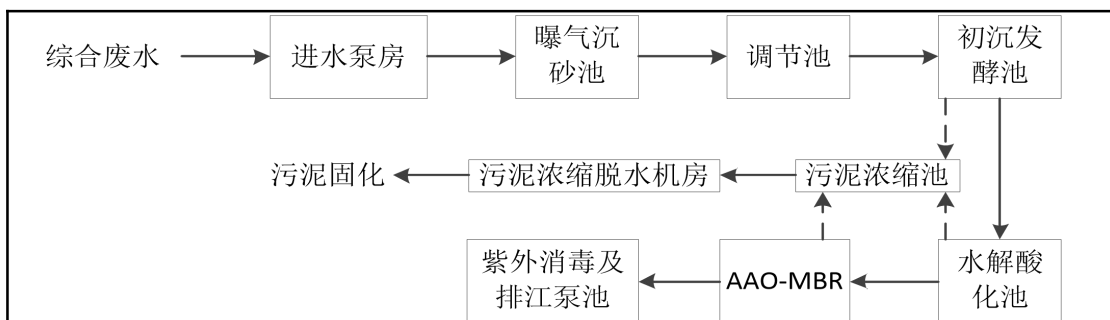 综合废水
进水泵房
曝气沉
砂池
调节池
初沉发
酵池
污泥固化
污泥浓缩脱水机房
污泥浓缩池
紫外消毒及
排江泵池
AAO-MBR
水解酸
化池